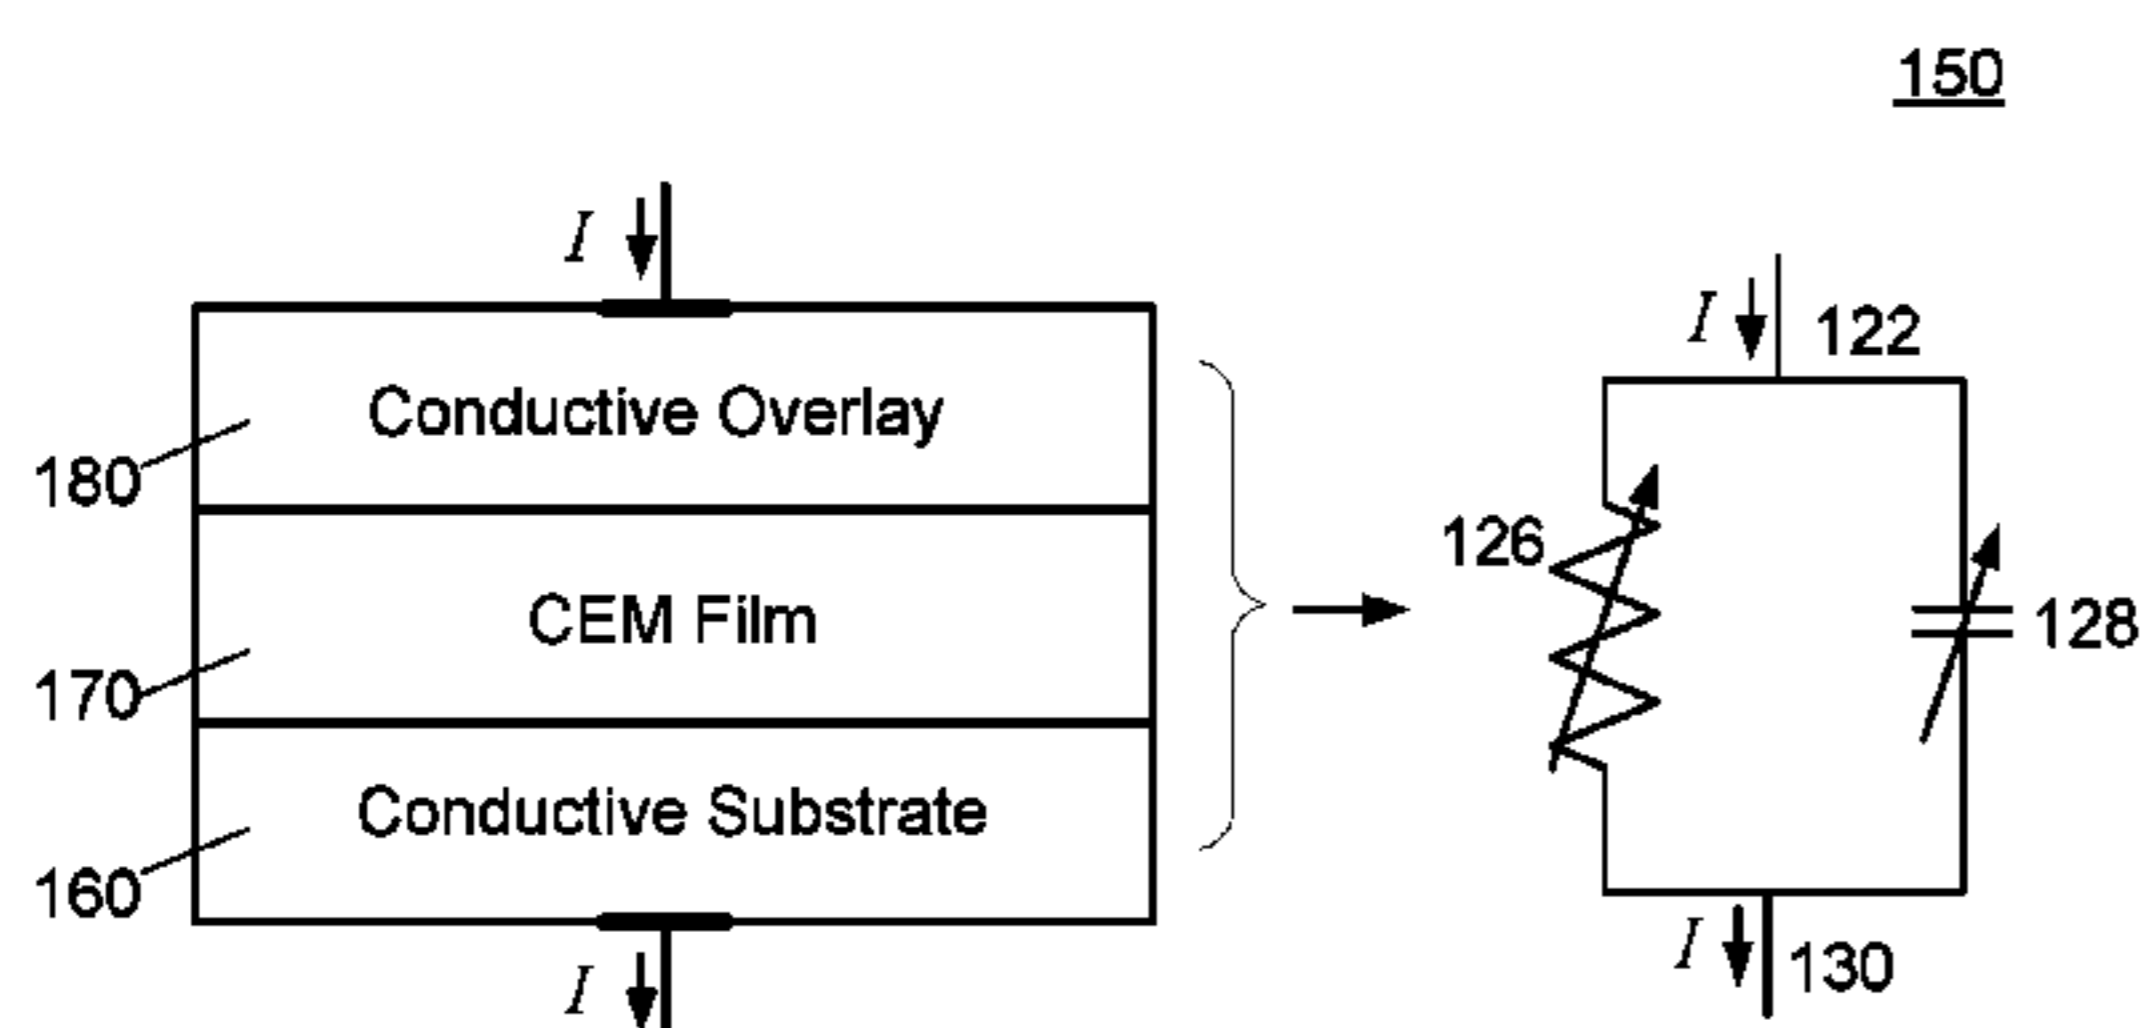 150
I
I
122
Conductive Overlay
180
126
CEM Film
128
170
Conductive Substrate
160
I
130
I